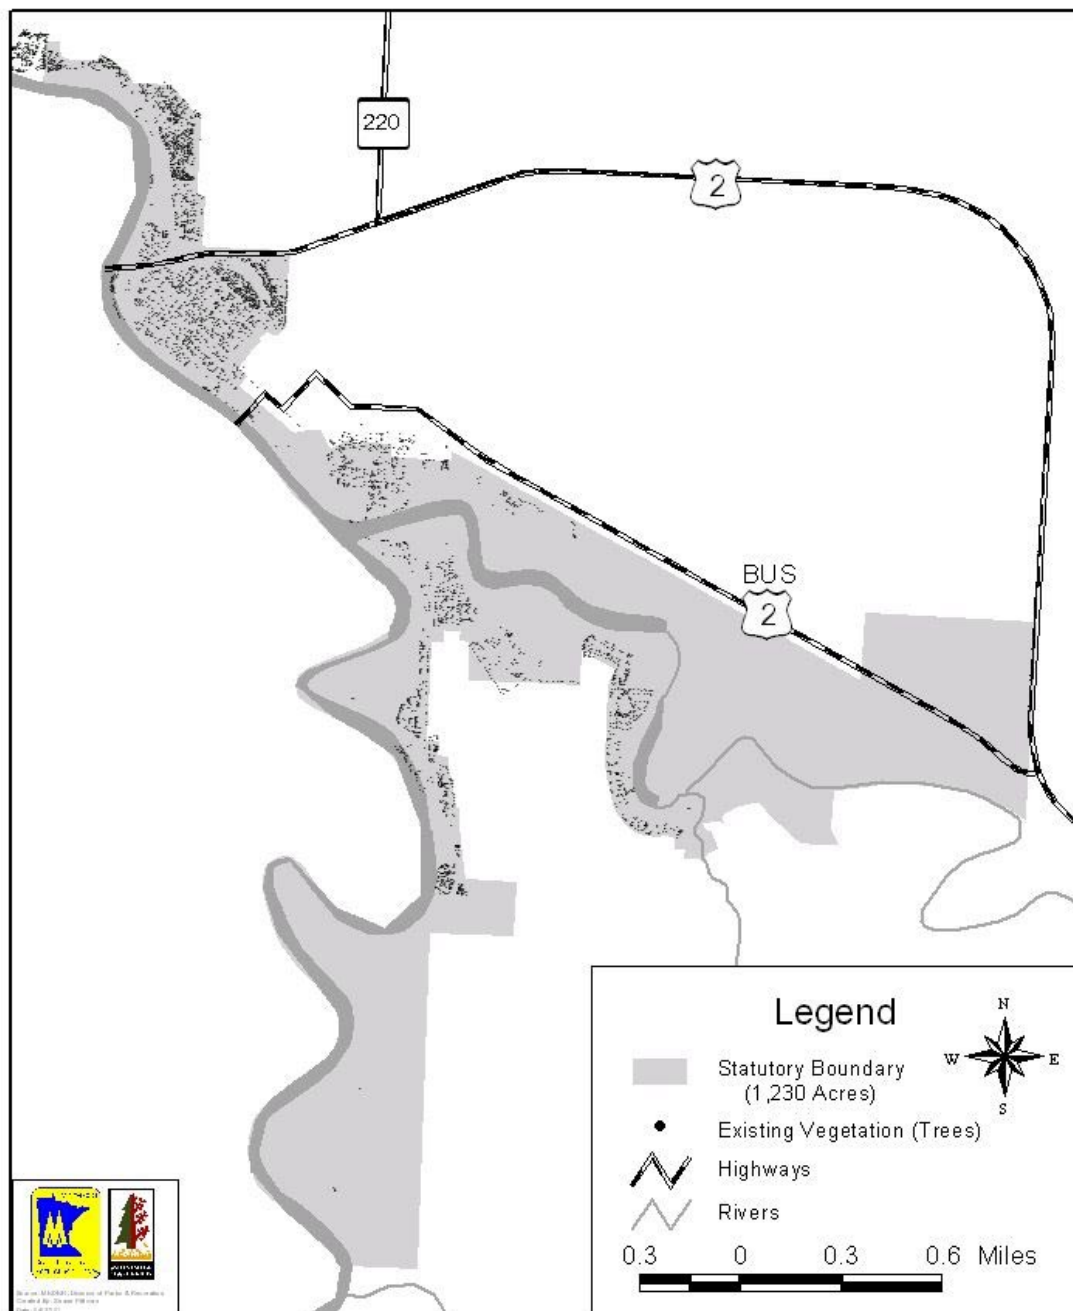 220
2
BUS
2
Legend
N
W E
S
Statutory Boundary
(1,230 Acres)
Existing Vegetation (Trees)
Highways
Rivers
0.3 0 0.3 0.6 Miles